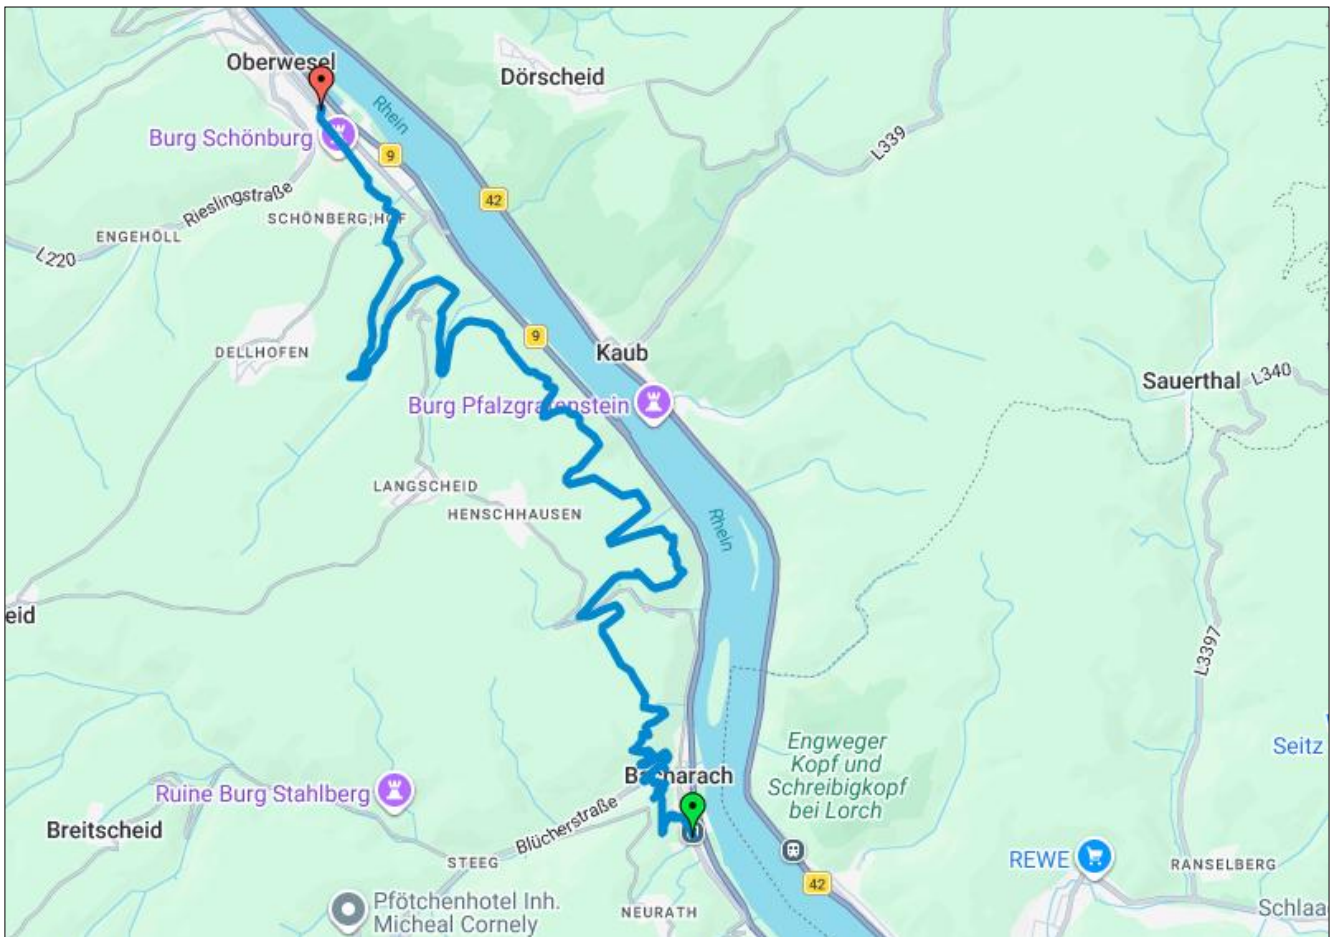 Oberwesel
Dörscheid
Rhein
Burg Schönburg
9
L339
42
Rieslingstraße
SCHÖNBERG,HOF
ENGEHÖLL
L220
9
DELLHOFEN
Kaub
Sauerthal
L340
Burg Pfalzgrafenstein
LANGSCHEID
HENSCHHAUSEN
Rhein
eid
L3397
Engweger
Kopf und
Schreibigkopf
bei Lorch
Seitz
Bacharach
Ruine Burg Stahlberg
Breitscheid
Blücherstraße
STEEG
REWE
RANSELBERG
42
Pfötchenhotel Inh.
Micheal Cornely
NEURATH
Schlaa